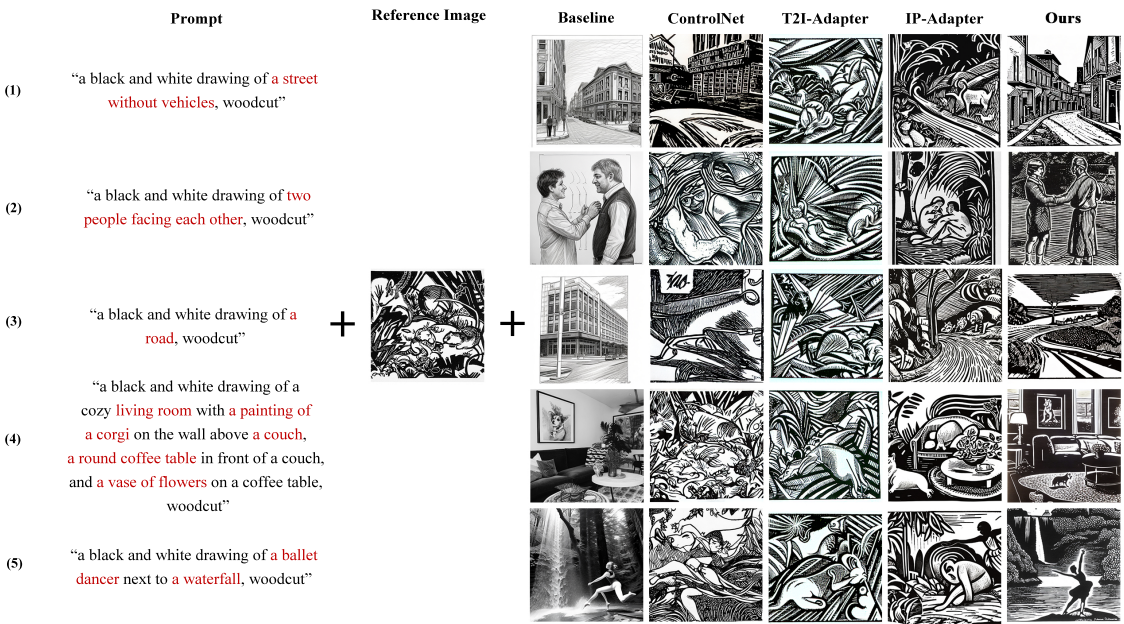 Prompt
Reference Image
Baseline
ControlNet
T2I-Adapter
IP-Adapter
Ours
(1)
“a black and white drawing of a street
without vehicles, woodcut”
(2)
“a black and white drawing of two
people facing each other, woodcut”
(3)
“a black and white drawing of a
road, woodcut”
+
+
(4)
“a black and white drawing of a
cozy living room with a painting of
a corgi on the wall above a couch,
a round coffee table in front of a couch,
and a vase of flowers on a coffee table,
woodcut”
(5)
“a black and white drawing of a ballet
dancer next to a waterfall, woodcut”